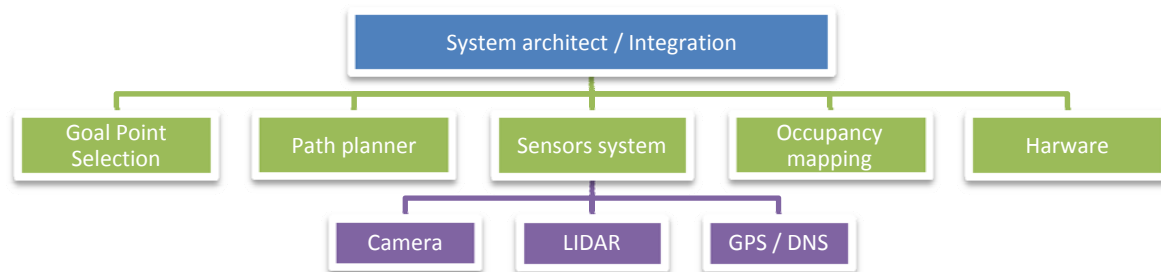 System architect / Integration
Goal Point
Selection
Path planner
Sensors system
Occupancy
mapping
Harware
Camera
LIDAR
GPS / DNS